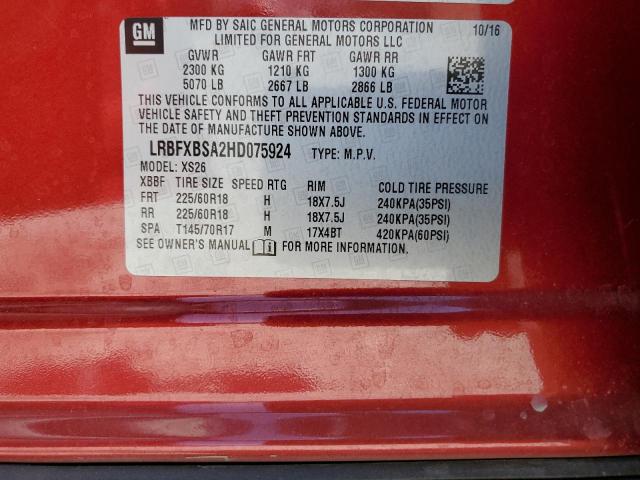 GM
MFD BY SAIC GENERAL MOTORS CORPORATION 10/16
LIMITED FOR GENERAL MOTORS LLC
GVWR GAWR FRT GAWR RR
2300 KG 1210 KG 1300 KG
5070 LB 2667 LB 2866 LB
THIS VEHICLE CONFORMS TO ALL APPLICABLE U.S. FEDERAL MOTOR
VEHICLE SAFETY AND THEFT PREVENTION STANDARDS IN EFFECT ON
THE DATE OF MANUFACTURE SHOWN ABOVE.
LRBFXBSA2HD075924 TYPE: M.P.V.
MODEL: XS26
XBBF TIRE SIZE SPEED RTG RIM COLD TIRE PRESSURE
FRT 225/60R18 H 18X7.5J 240KPA(35PSI)
RR 225/60R18 H 18X7.5J 240KPA(35PSI)
SPA T145/70R17 M 17X4BT 420KPA(60PSI)
SEE OWNER'S MANUAL FOR MORE INFORMATION.